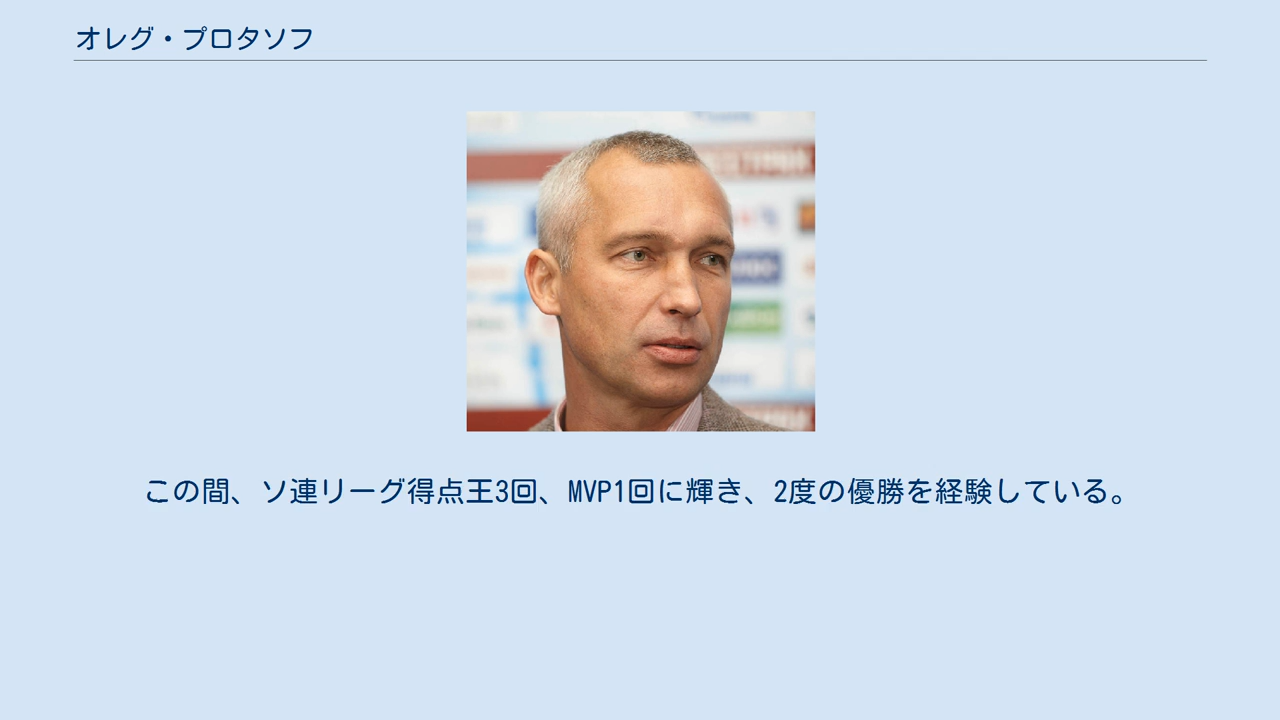 オレグ・プロタソフ
この間、ソ連リーグ得点王3回、MVP1回に輝き、2度の優勝を経験している。